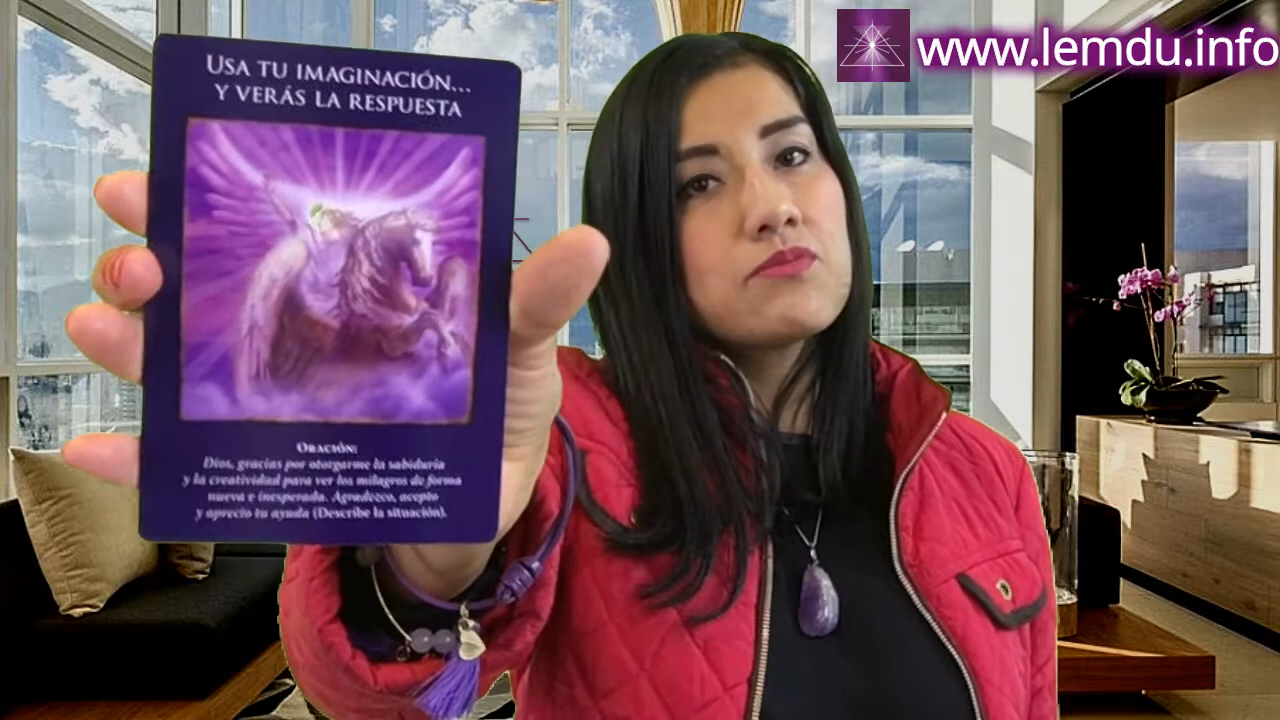 www.lemdu.info
USA TU IMAGINACIÓN...
Y VERÁS LA RESPUESTA
ORACIÓN:
Dios, gracias por otorgarme la sabiduría
y la creatividad para ver los milagros de forma
nueva e inesperada. Agradezco, acepto
y aprecio tu ayuda (Describe la situación).